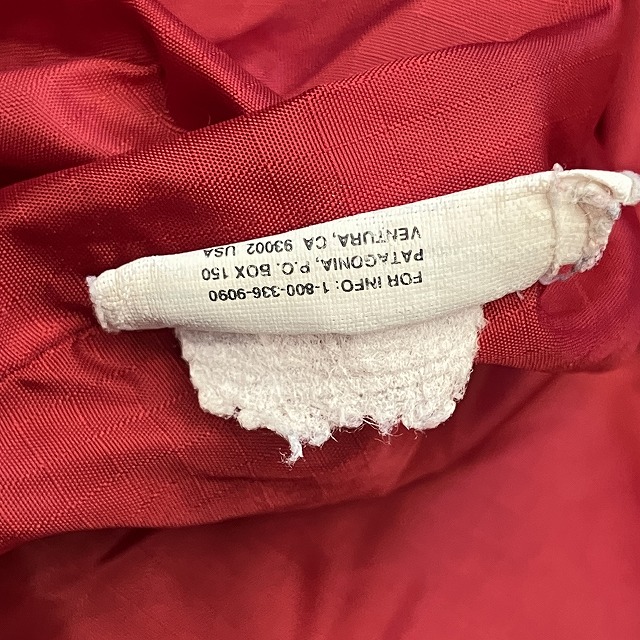 FOR INFO: 1-800-336-9090
PATAGONIA, P.O. BOX 150
VENTURA, CA 93002 USA